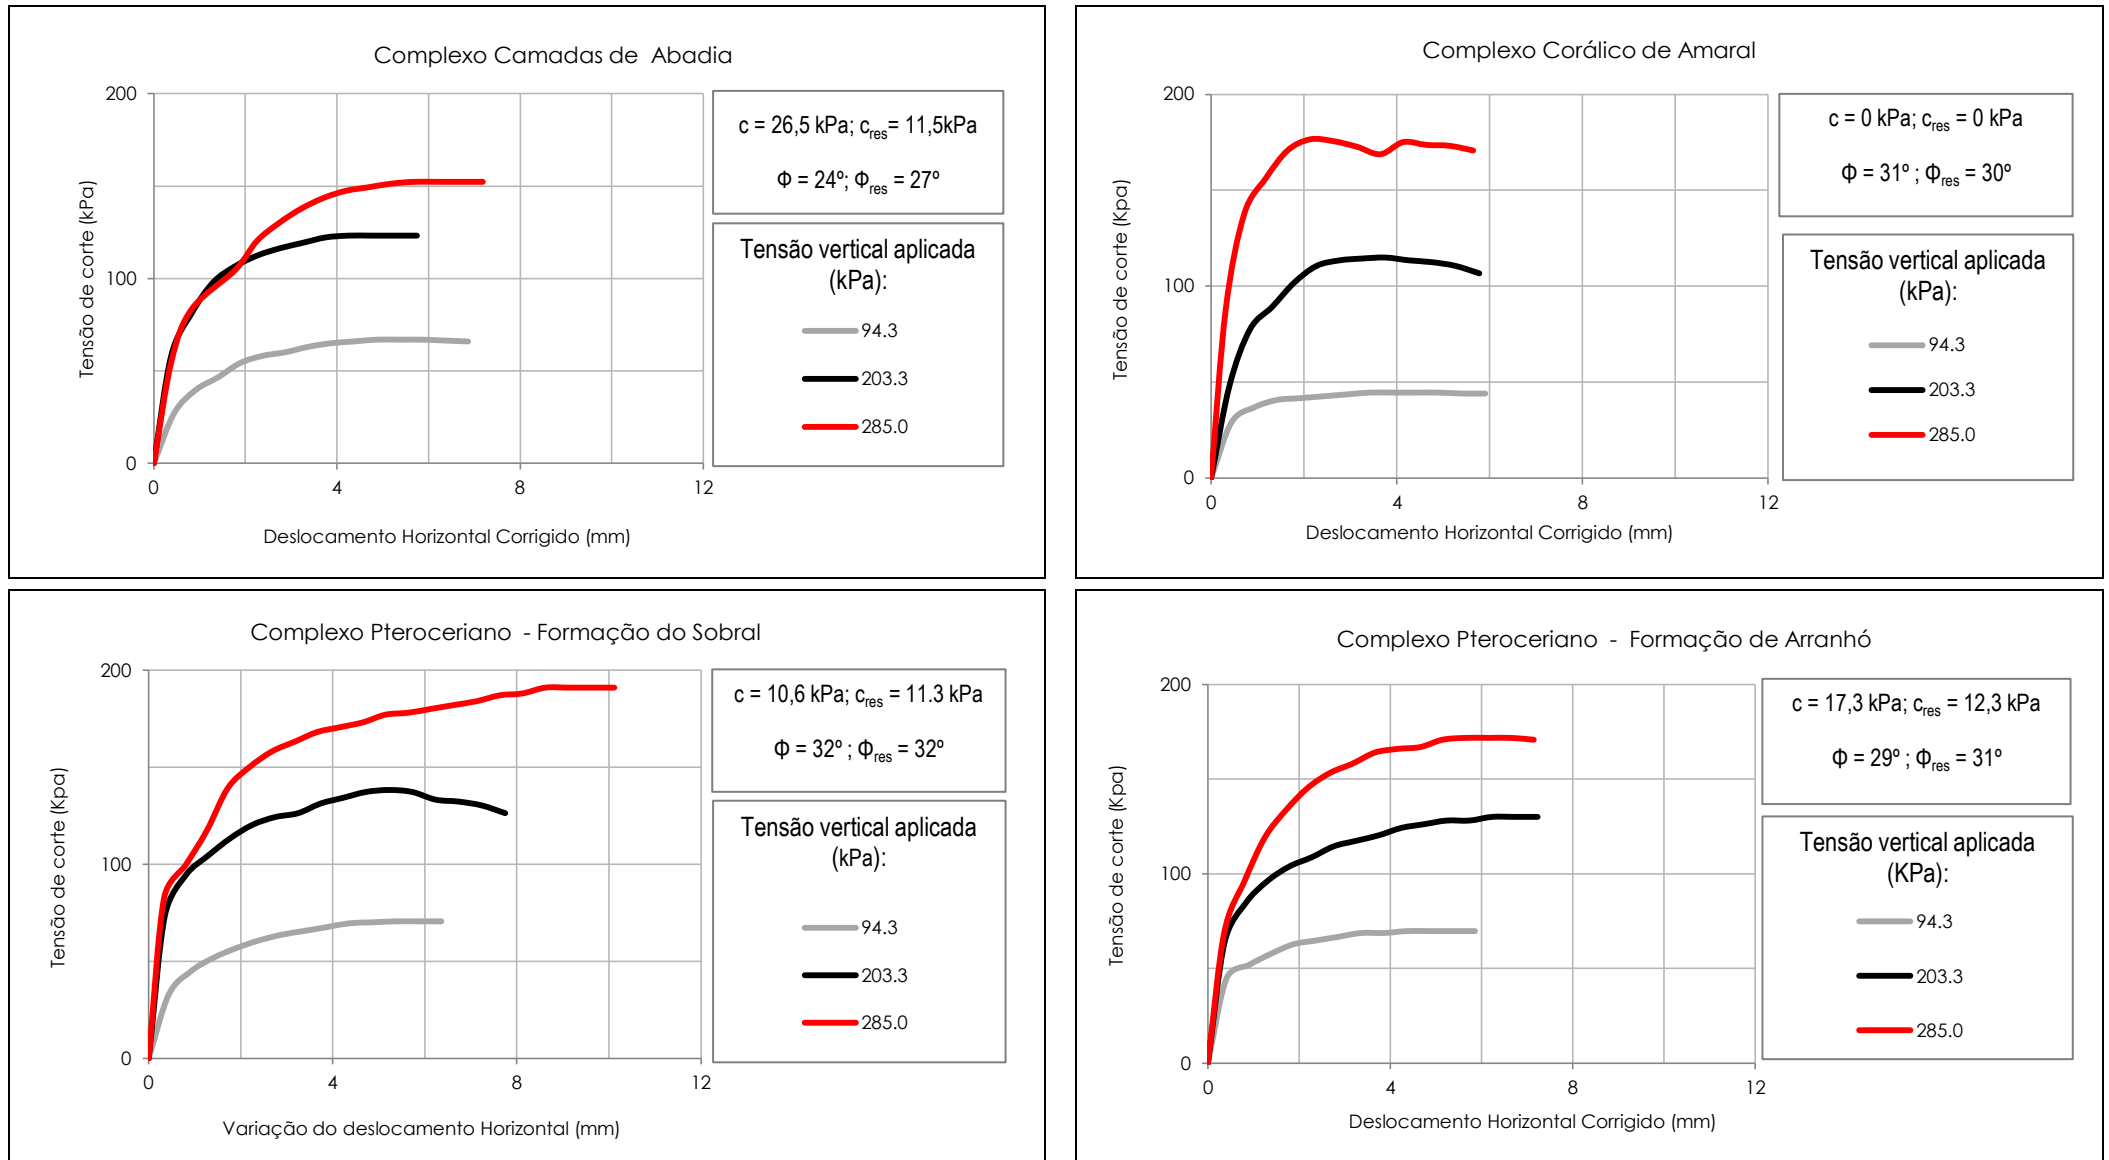 Complexo Camadas de Abadia
200
100
0
0 4 8 12
Tensão de corte (kPa)
Deslocamento Horizontal Corrigido (mm)
c = 26,5 kPa; cres= 11,5kPa
Φ = 24º; Φres = 27º
Tensão vertical aplicada
(kPa):
94.3
203.3
285.0
Complexo Corálico de Amaral
200
100
0
0 4 8 12
Tensão de corte (Kpa)
Deslocamento Horizontal Corrigido (mm)
c = 0 kPa; cres = 0 kPa
Φ = 31º ; Φres = 30º
Tensão vertical aplicada
(kPa):
94.3
203.3
285.0
Complexo Pteroceriano - Formação do Sobral
200
100
0
0 4 8 12
Tensão de corte (Kpa)
Variação do deslocamento Horizontal (mm)
c = 10,6 kPa; cres = 11.3 kPa
Φ = 32º ; Φres = 32º
Tensão vertical aplicada
(kPa):
94.3
203.3
285.0
Complexo Pteroceriano - Formação de Arranhó
200
100
0
0 4 8 12
Tensão de corte (Kpa)
Deslocamento Horizontal Corrigido (mm)
c = 17,3 kPa; cres = 12,3 kPa
Φ = 29º ; Φres = 31º
Tensão vertical aplicada
(KPa):
94.3
203.3
285.0